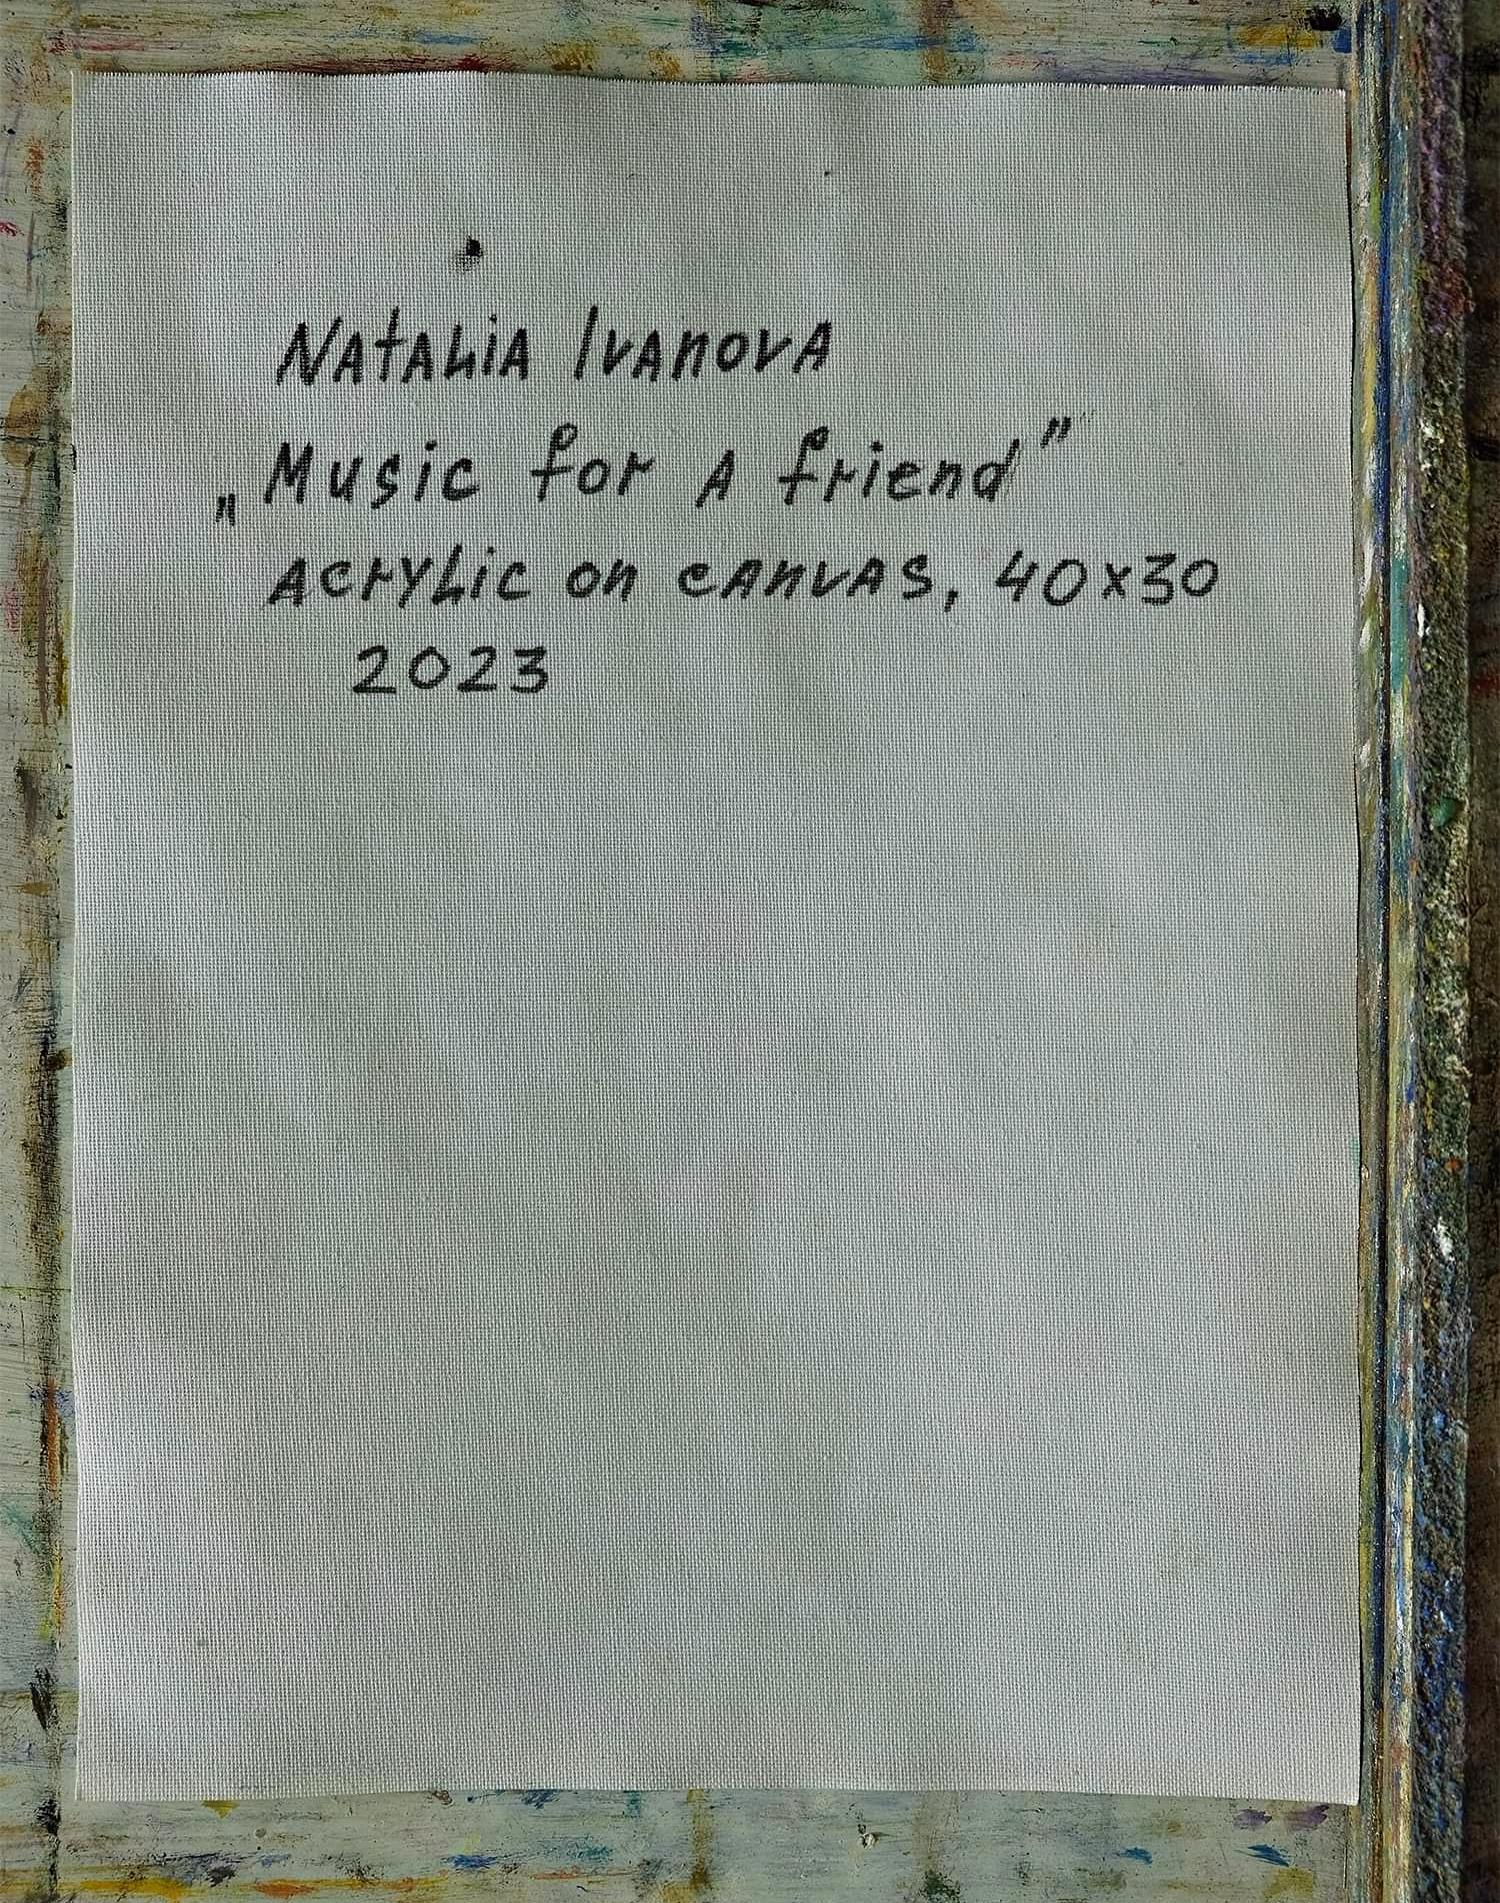 Natalia Ivanova
„Music for a friend”
Acrylic on canvas, 40x30
2023